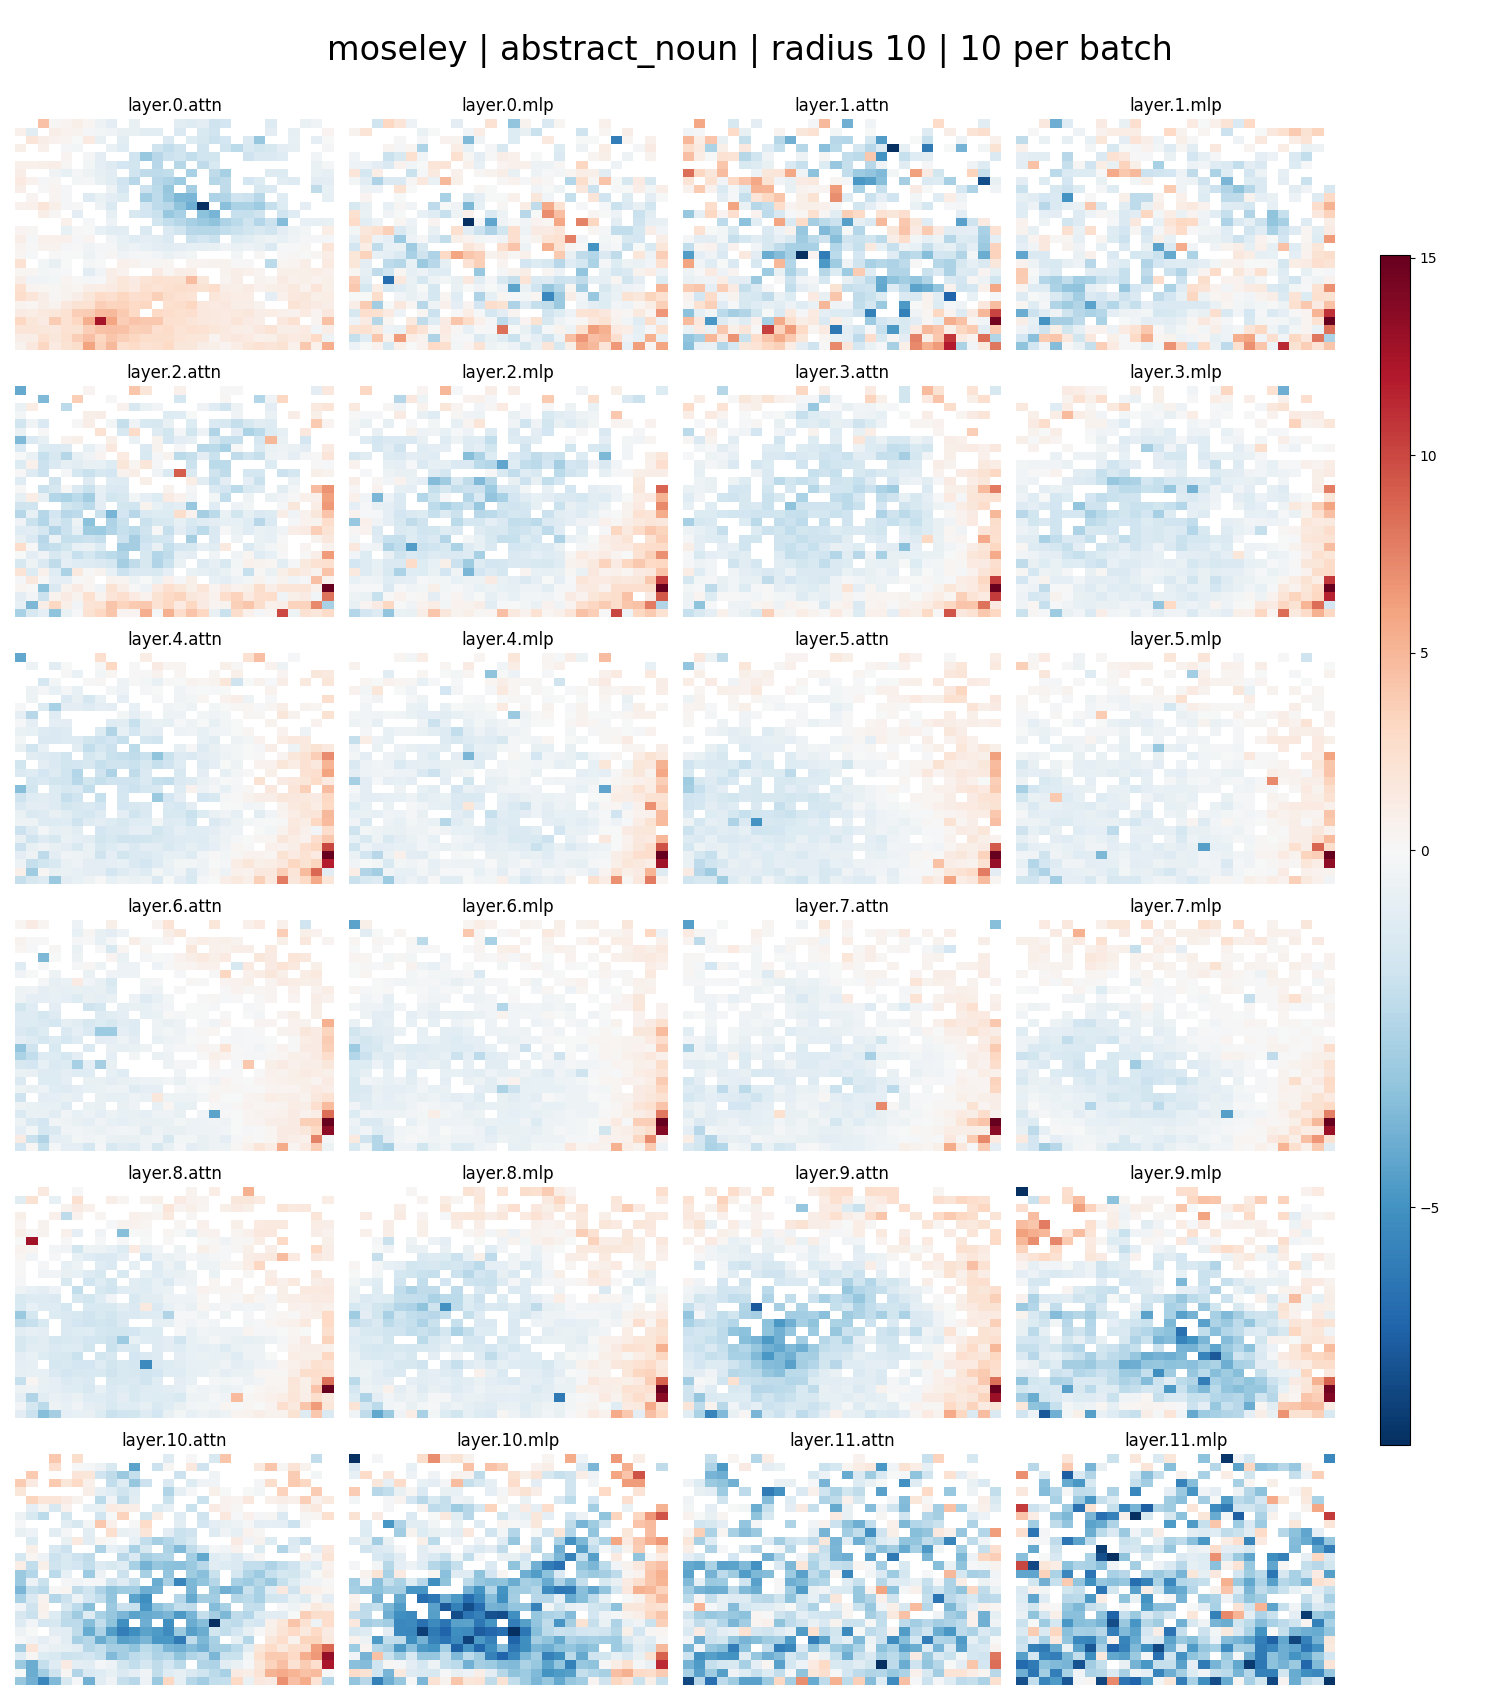 moseley | abstract_noun | radius 10 | 10 per batch
layer.0.attn layer.0.mlp layer.1.attn layer.1.mlp
layer.2.attn layer.2.mlp layer.3.attn layer.3.mlp
layer.4.attn layer.4.mlp layer.5.attn layer.5.mlp
layer.6.attn layer.6.mlp layer.7.attn layer.7.mlp
layer.8.attn layer.8.mlp layer.9.attn layer.9.mlp
layer.10.attn layer.10.mlp layer.11.attn layer.11.mlp
15
10
5
0
−5